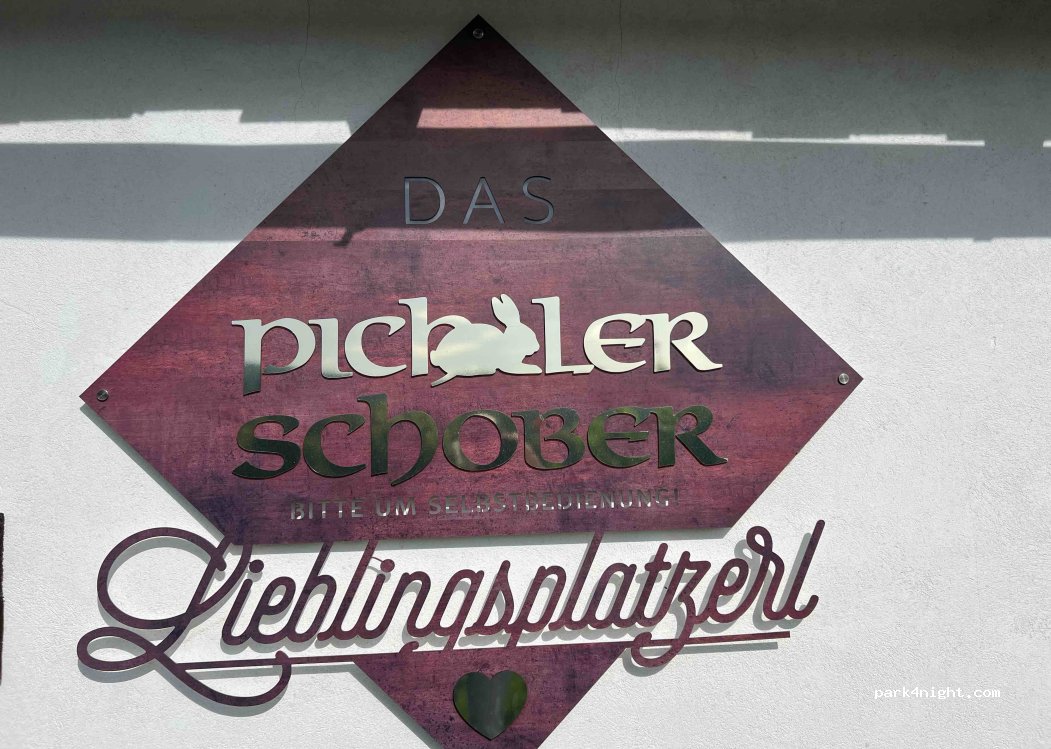 DAS
PICHLER
SCHOBER
BITTE UM SELBSTBEDIENUNG!
Lieblingsplatzerl
park4night.com